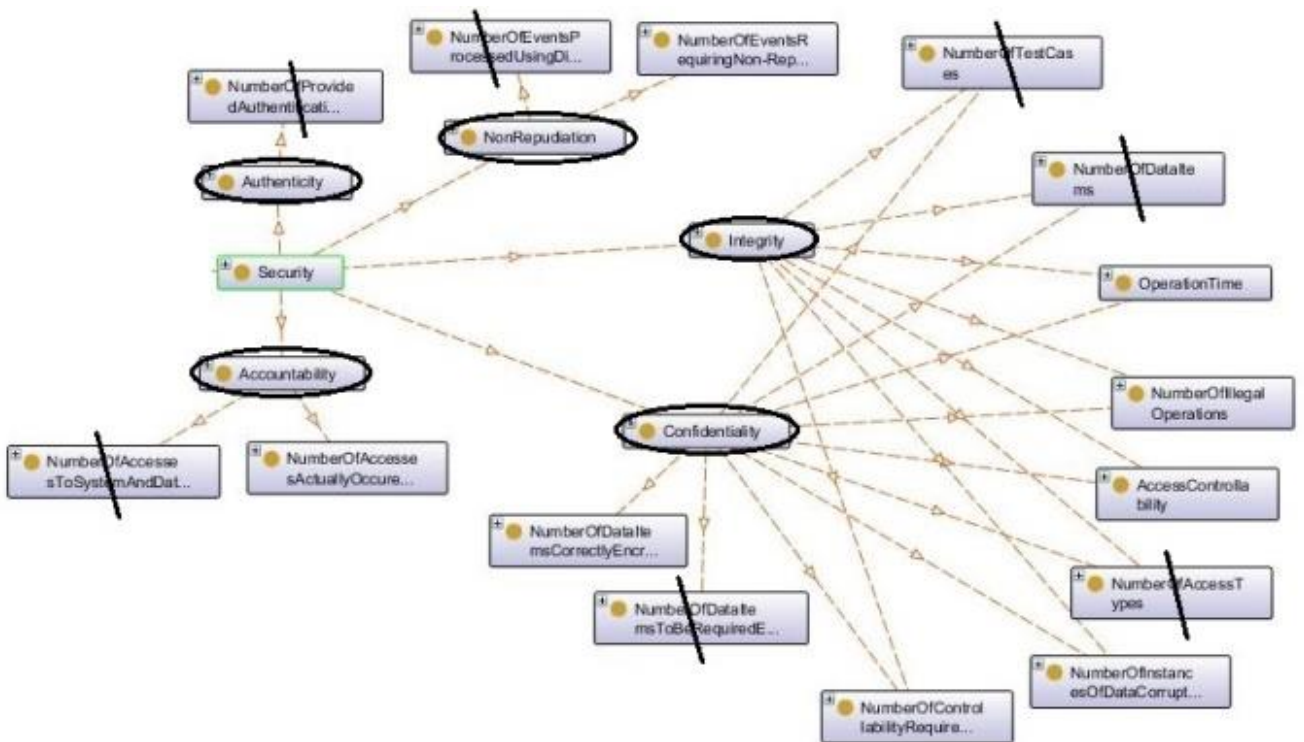 NumberOfEventsP
rocessedUsingDi...
NumberOfEventsR
equiringNon-Rep...
NumberOfTestCas
es
NumberOfProvide
dAuthenticati...
NonRepudiation
NumberOfDataIte
ms
Authenticity
Integrity
Security
OperationTime
Accountability
NumberOfIllegal
Operations
Confidentiality
NumberOfAccesse
sToSystemAndDat...
NumberOfAccesse
sActuallyOccure...
AccessControlla
bility
NumberOfDataIte
msCorrectlyEncr...
NumberOfAccessT
ypes
NumberOfDataIte
msToBeRequiredE...
NumberOfInstanc
esOfDataCorrupt...
NumberOfControl
labilityRequire...